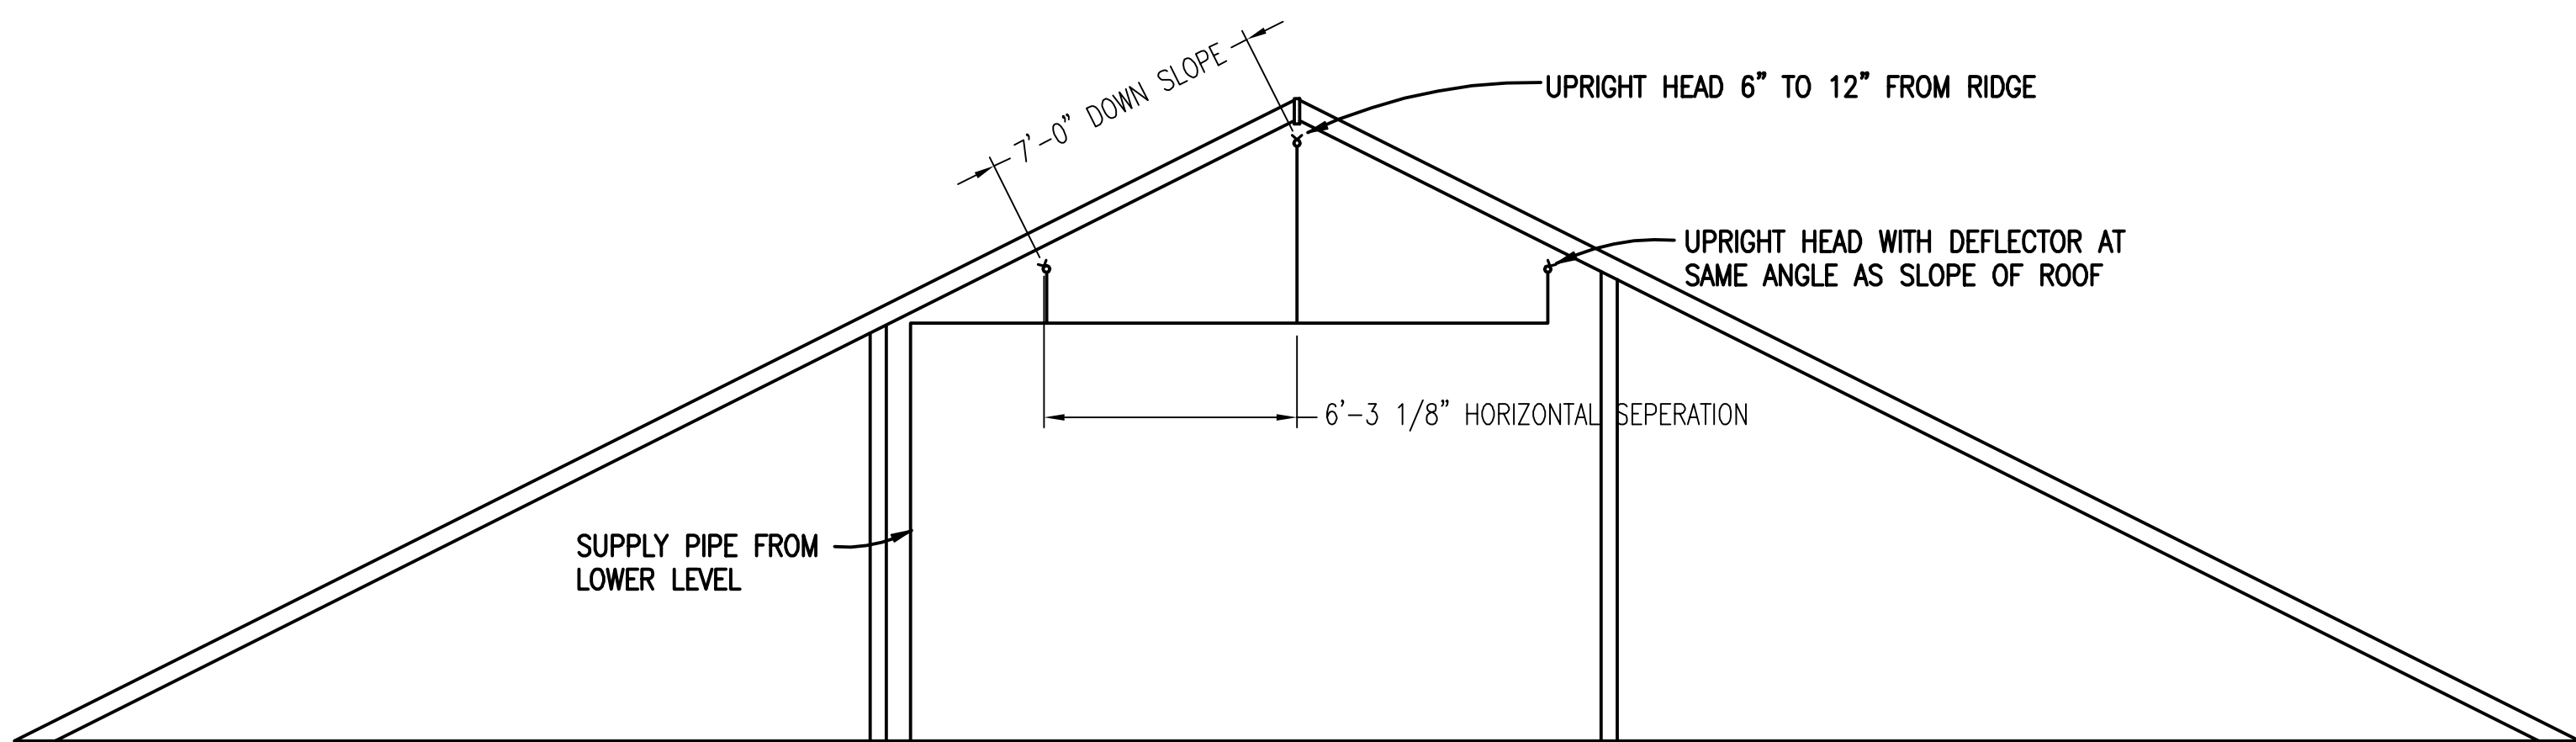 7'-0" DOWN SLOPE
UPRIGHT HEAD 6" TO 12" FROM RIDGE
UPRIGHT HEAD WITH DEFLECTOR AT
SAME ANGLE AS SLOPE OF ROOF
6'-3 1/8" HORIZONTAL SEPERATION
SUPPLY PIPE FROM
LOWER LEVEL